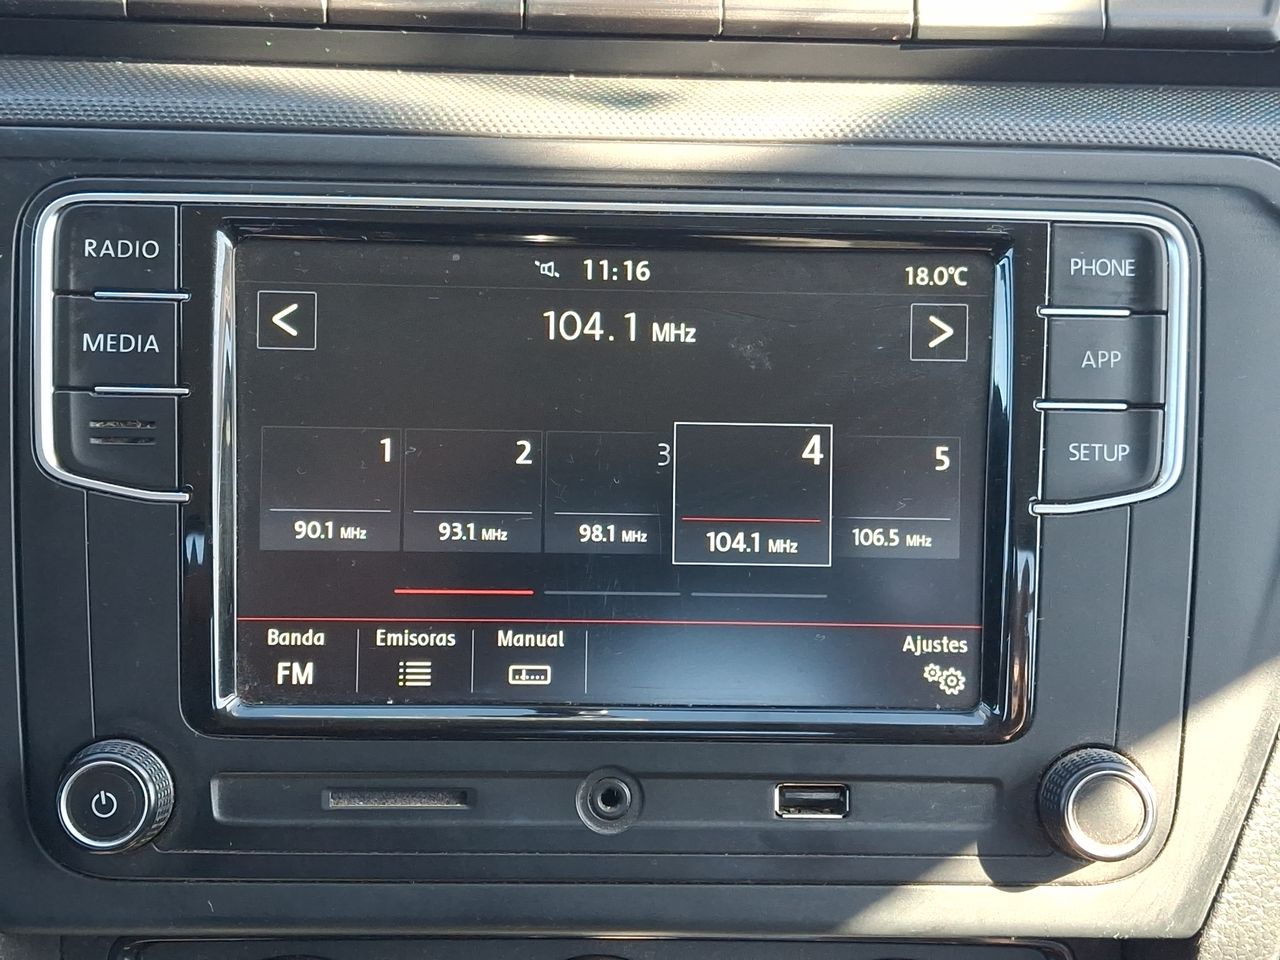 RADIO
MEDIA
PHONE
APP
SETUP
11:16
18.0°C
<
104.1 MHz
>
1
2
3
4
5
90.1 MHz
93.1 MHz
98.1 MHz
104.1 MHz
106.5 MHz
Banda
FM
Emisoras
Manual
Ajustes